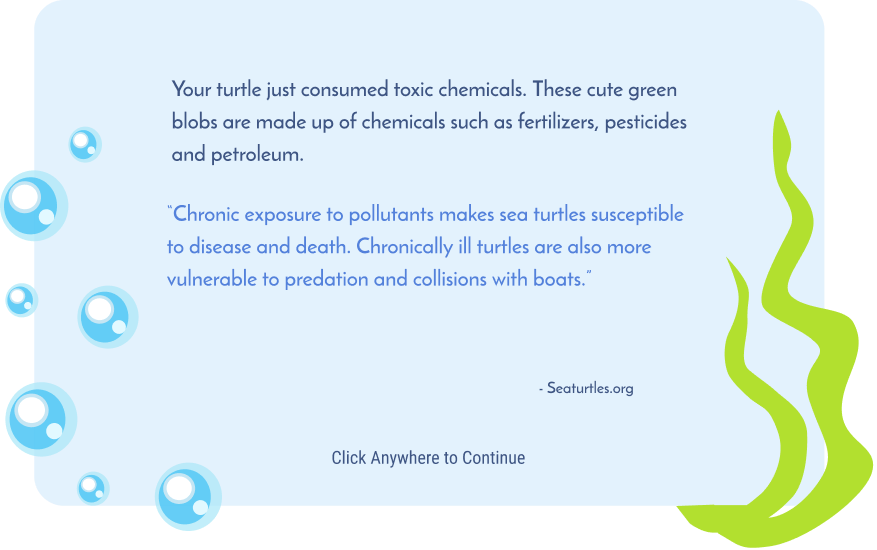 Your turtle just consumed toxic chemicals. These cute green
blobs are made up of chemicals such as fertilizers, pesticides
and petroleum.
"Chronic exposure to pollutants makes sea turtles susceptible
to disease and death. Chronically ill turtles are also more
vulnerable to predation and collisions with boats."
- Seaturtles.org
Click Anywhere to Continue